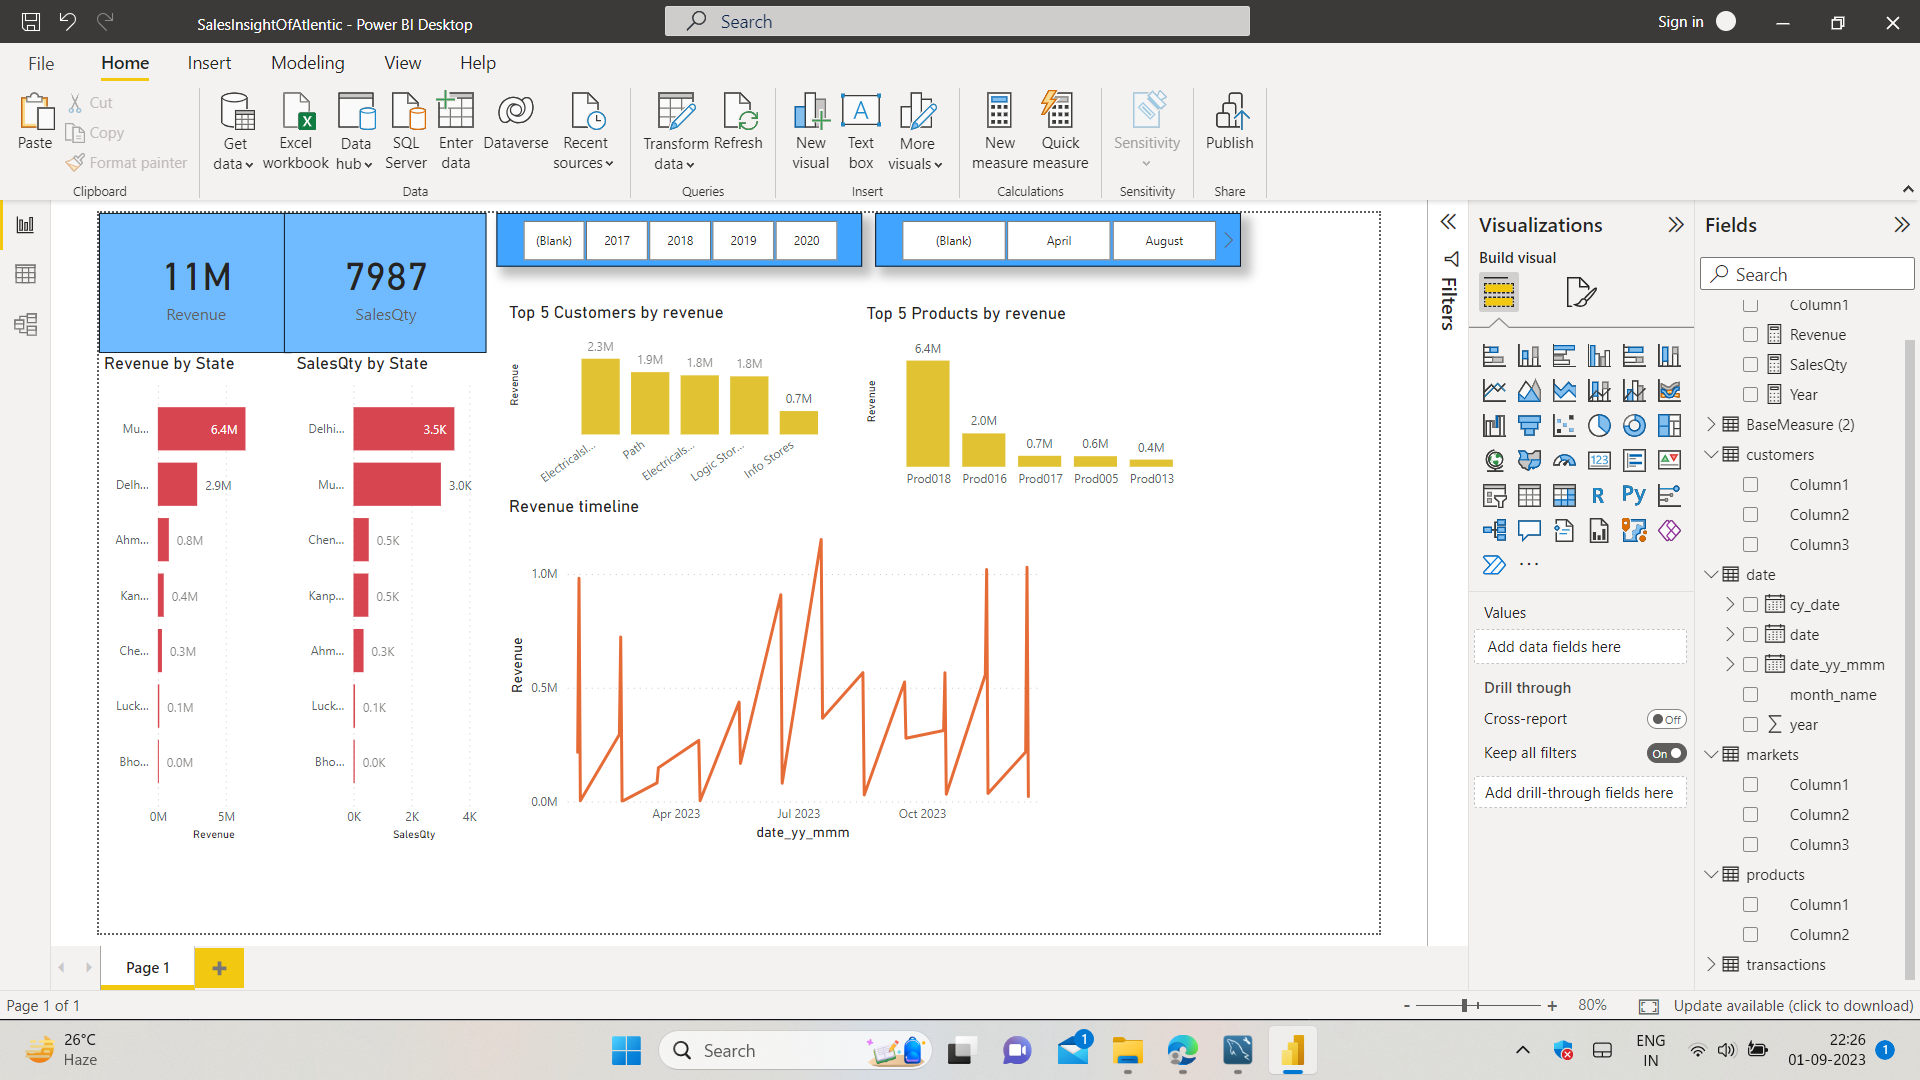 SalesInsightOfAtlentic - Power BI Desktop
Search
Sign in
File
Home
Insert
Modeling
View
Help
Paste
Cut
Copy
Format painter
Clipboard
Get data
Excel workbook
Data hub
SQL Server
Enter data
Dataverse
Recent sources
Data
Transform data
Refresh
Queries
New visual
Text box
More visuals
Insert
New measure
Quick measure
Calculations
Sensitivity
Sensitivity
Publish
Share
11M
Revenue
7987
SalesQty
(Blank) 2017 2018 2019 2020
(Blank) April August
Revenue by State
Mu... 6.4M
Delh... 2.9M
Ahm... 0.8M
Kan... 0.4M
Che... 0.3M
Luck... 0.1M
Bho... 0.0M
0M 5M
Revenue
SalesQty by State
Delhi... 3.5K
Mu... 3.0K
Chen... 0.5K
Kanp... 0.5K
Ahm... 0.3K
Luck... 0.1K
Bho... 0.0K
0K 2K 4K
SalesQty
Top 5 Customers by revenue
Revenue
2.3M 1.9M 1.8M 1.8M 0.7M
Electricalsl... Path Electricals... Logic Stor... Info Stores
Top 5 Products by revenue
Revenue
6.4M 2.0M 0.7M 0.6M 0.4M
Prod018 Prod016 Prod017 Prod005 Prod013
Revenue timeline
Revenue
1.0M
0.5M
0.0M
Apr 2023 Jul 2023 Oct 2023
date_yy_mmm
Filters
Visualizations
Build visual
123
R
Py
Values
Add data fields here
Drill through
Cross-report
Off
Keep all filters
On
Add drill-through fields here
Fields
Search
Column1
Revenue
SalesQty
Year
BaseMeasure (2)
customers
Column1
Column2
Column3
date
cy_date
date
date_yy_mmm
month_name
year
markets
Column1
Column2
Column3
products
Column1
Column2
transactions
Page 1
Page 1 of 1
- + 80%
Update available (click to download)
26°C
Haze
Search
1
ENG
IN
22:26
01-09-2023
1